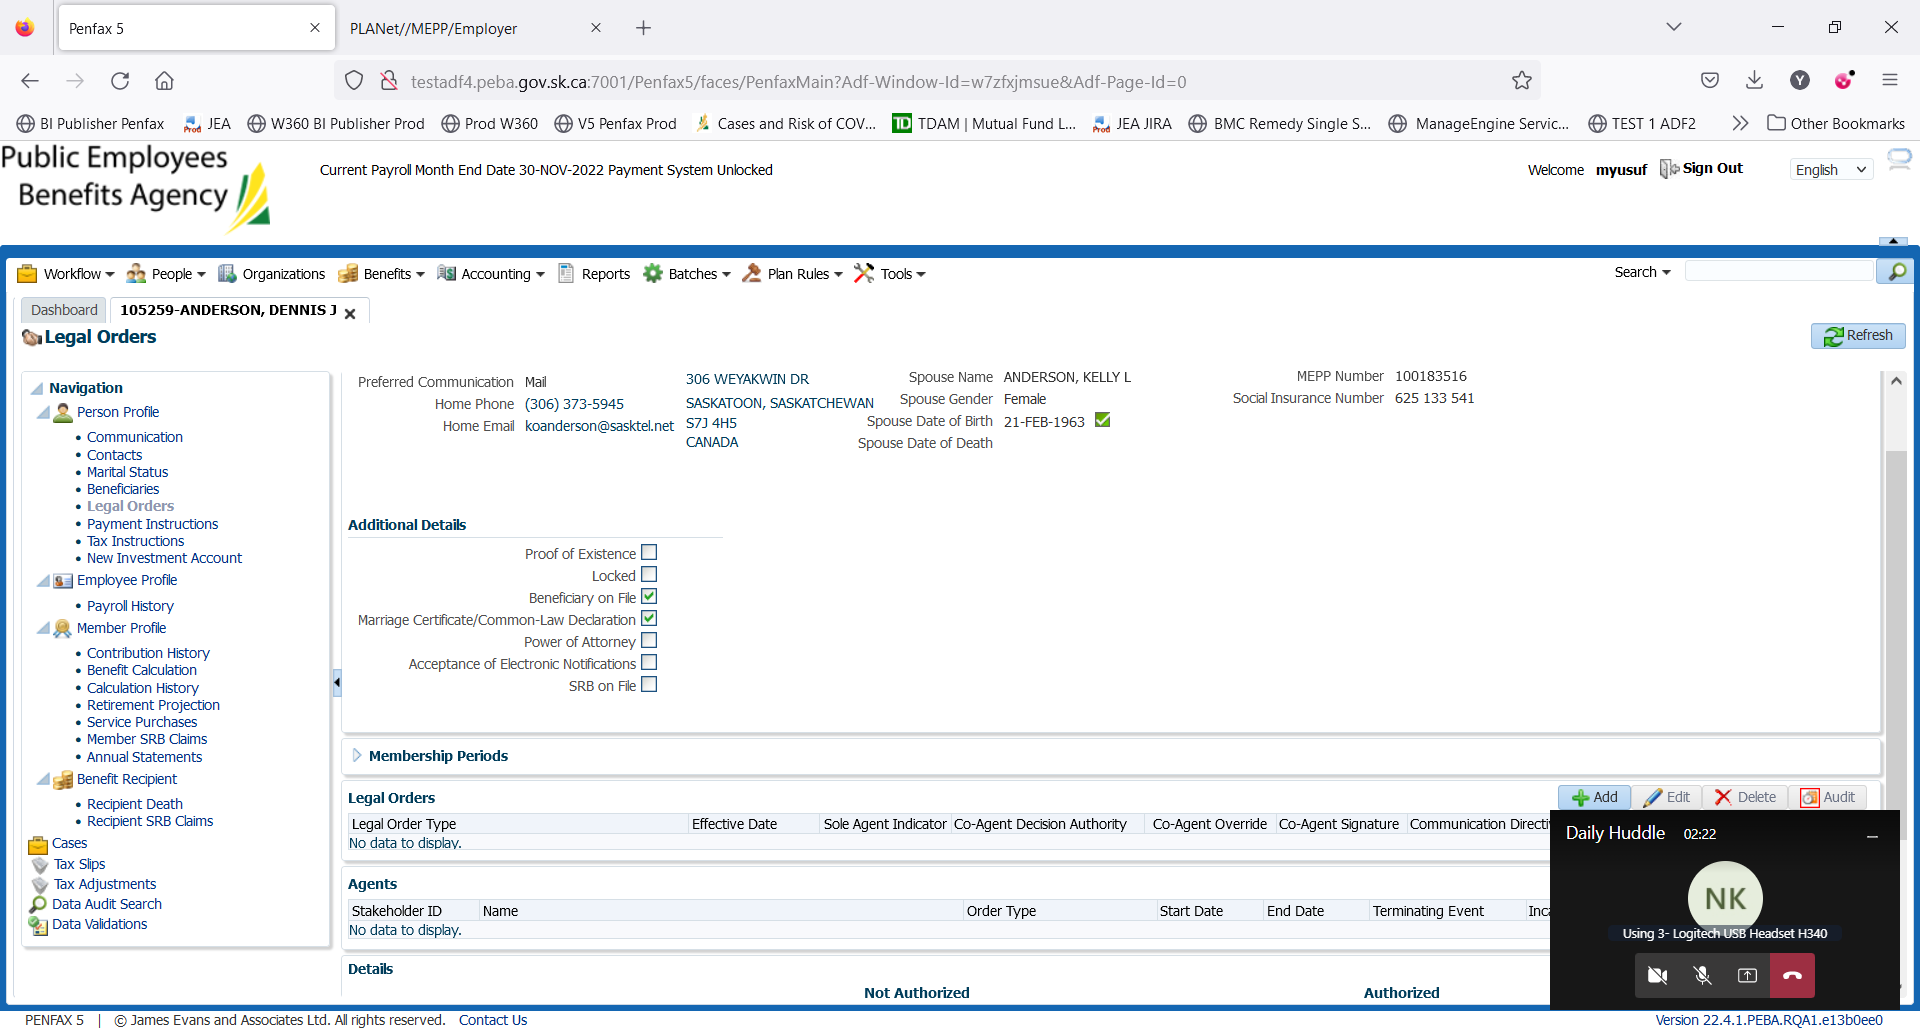 Penfax 5
PLANet//MEPP/Employer
testadf4.peba.gov.sk.ca:7001/Penfax5/faces/PenfaxMain?Adf-Window-Id=w7zfxjmsue&Adf-Page-Id=0
Y
BI Publisher Penfax
JEA
W360 BI Publisher Prod
Prod W360
V5 Penfax Prod
Cases and Risk of COV...
TDAM | Mutual Fund L...
JEA JIRA
BMC Remedy Single S...
ManageEngine Servic...
TEST 1 ADF2
Other Bookmarks
Public Employees
Benefits Agency
Current Payroll Month End Date 30-NOV-2022 Payment System Unlocked
Welcome myusuf
Sign Out
English
Workflow
People
Organizations
Benefits
Accounting
Reports
Batches
Plan Rules
Tools
Search
Dashboard
105259-ANDERSON, DENNIS J
Legal Orders
Refresh
Navigation
Person Profile
Communication
Contacts
Marital Status
Beneficiaries
Legal Orders
Payment Instructions
Tax Instructions
New Investment Account
Employee Profile
Payroll History
Member Profile
Contribution History
Benefit Calculation
Calculation History
Retirement Projection
Service Purchases
Member SRB Claims
Annual Statements
Benefit Recipient
Recipient Death
Recipient SRB Claims
Cases
Tax Slips
Tax Adjustments
Data Audit Search
Data Validations
Preferred Communication Mail
Home Phone (306) 373-5945
Home Email koanderson@sasktel.net
306 WEYAKWIN DR
SASKATOON, SASKATCHEWAN
S7J 4H5
CANADA
Spouse Name ANDERSON, KELLY L
Spouse Gender Female
Spouse Date of Birth 21-FEB-1963
Spouse Date of Death
MEPP Number 100183516
Social Insurance Number 625 133 541
Additional Details
Proof of Existence
Locked
Beneficiary on File
Marriage Certificate/Common-Law Declaration
Power of Attorney
Acceptance of Electronic Notifications
SRB on File
Membership Periods
Legal Orders
Add
Edit
Delete
Audit
Legal Order Type Effective Date Sole Agent Indicator Co-Agent Decision Authority Co-Agent Override Co-Agent Signature Communication Directi
No data to display.
Agents
Stakeholder ID Name Order Type Start Date End Date Terminating Event Inca
No data to display.
Details
Not Authorized Authorized
Daily Huddle 02:22
NK
Using 3- Logitech USB Headset H340
PENFAX 5 | © James Evans and Associates Ltd. All rights reserved. Contact Us
Version 22.4.1.PEBA.RQA1.e13b0ee0